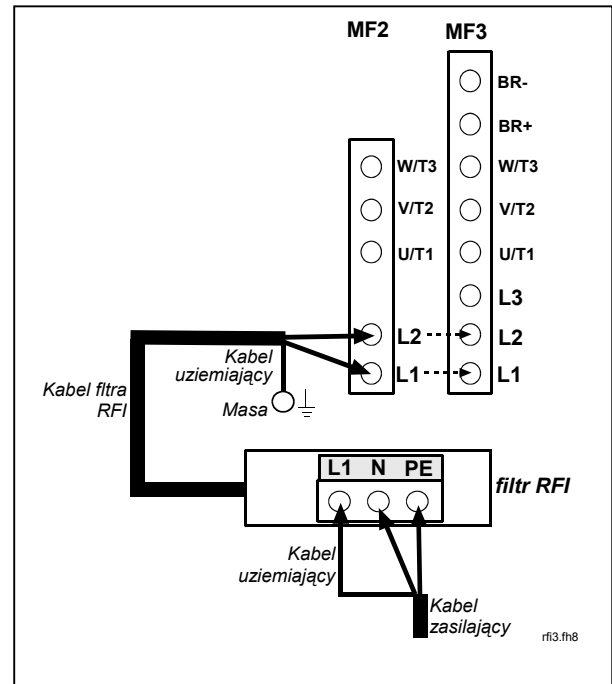 MF2
MF3
BR-
BR+
W/T3
W/T3
V/T2
V/T2
U/T1
U/T1
L3
L2
L2
L1
L1
Kabel
uziemiający
Masa
Kabel fltra
RFI
L1 N PE
filtr RFI
Kabel
uziemiający
Kabel
zasilający
rfi3.fh8